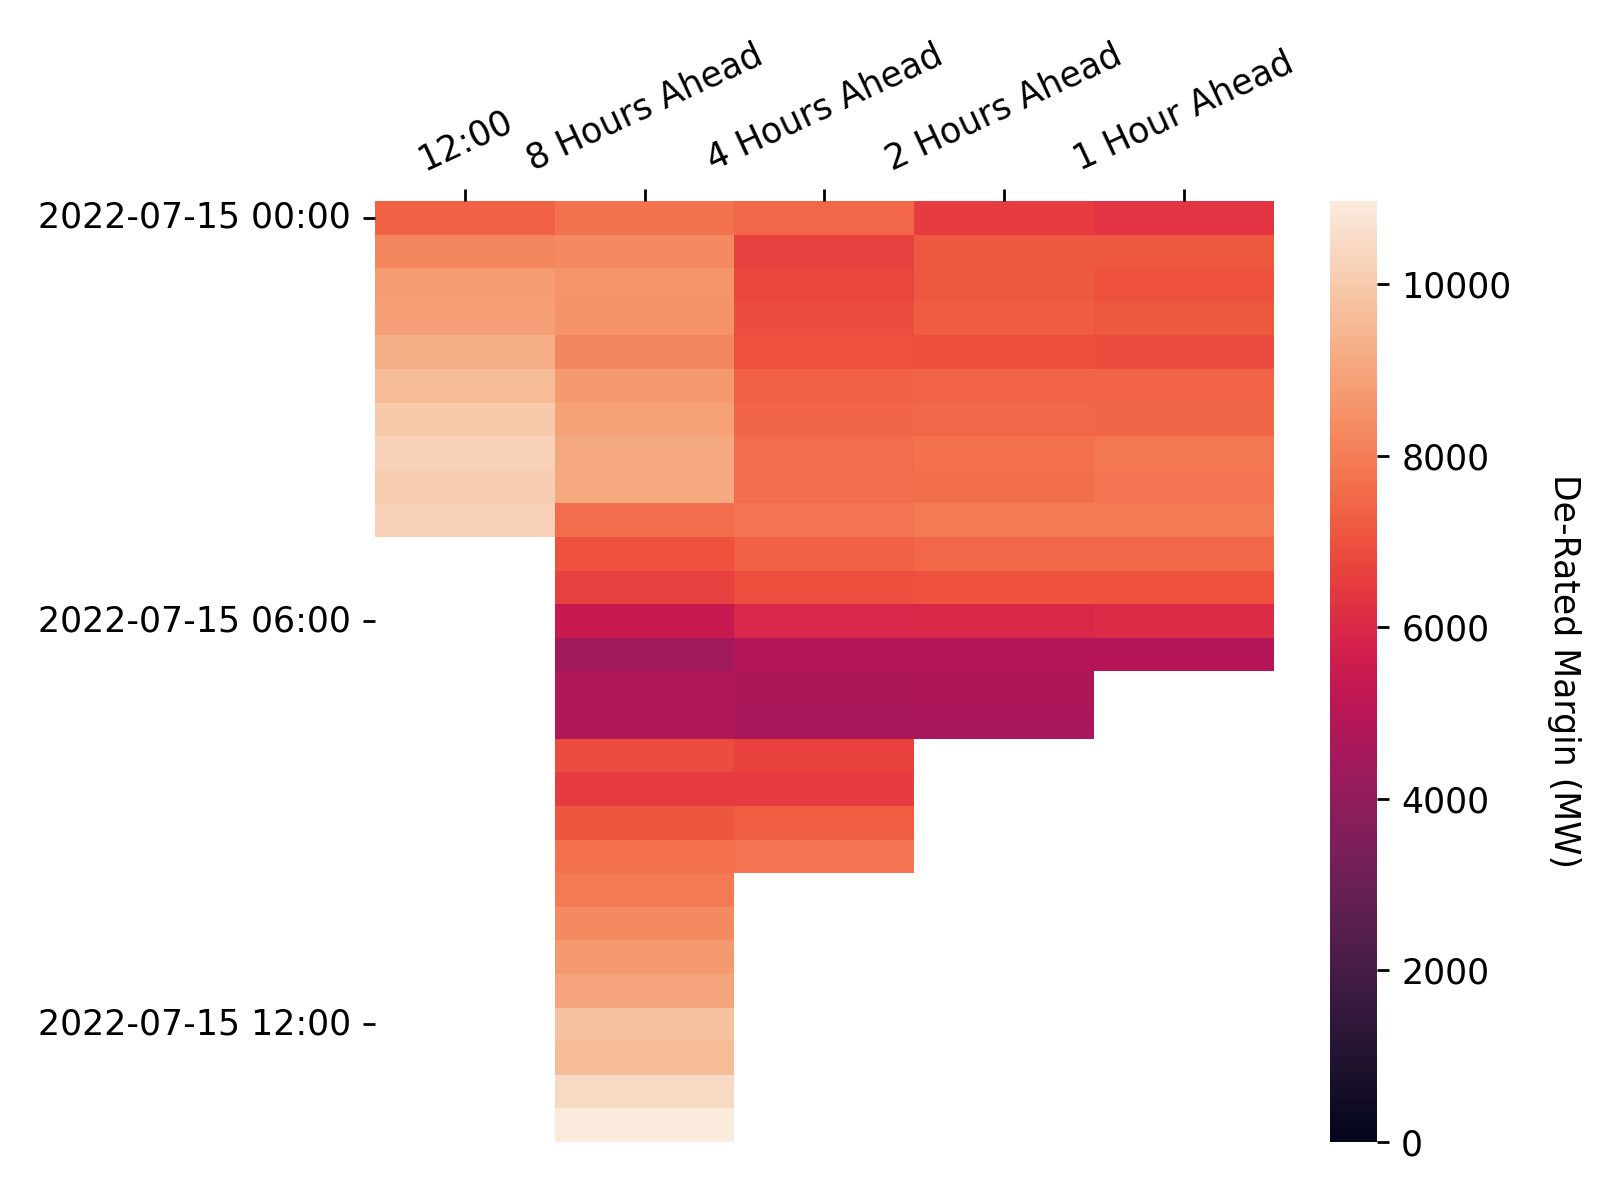 12:00
8 Hours Ahead
4 Hours Ahead
2 Hours Ahead
1 Hour Ahead
2022-07-15 00:00
2022-07-15 06:00
2022-07-15 12:00
10000
8000
6000
4000
2000
0
De-Rated Margin (MW)